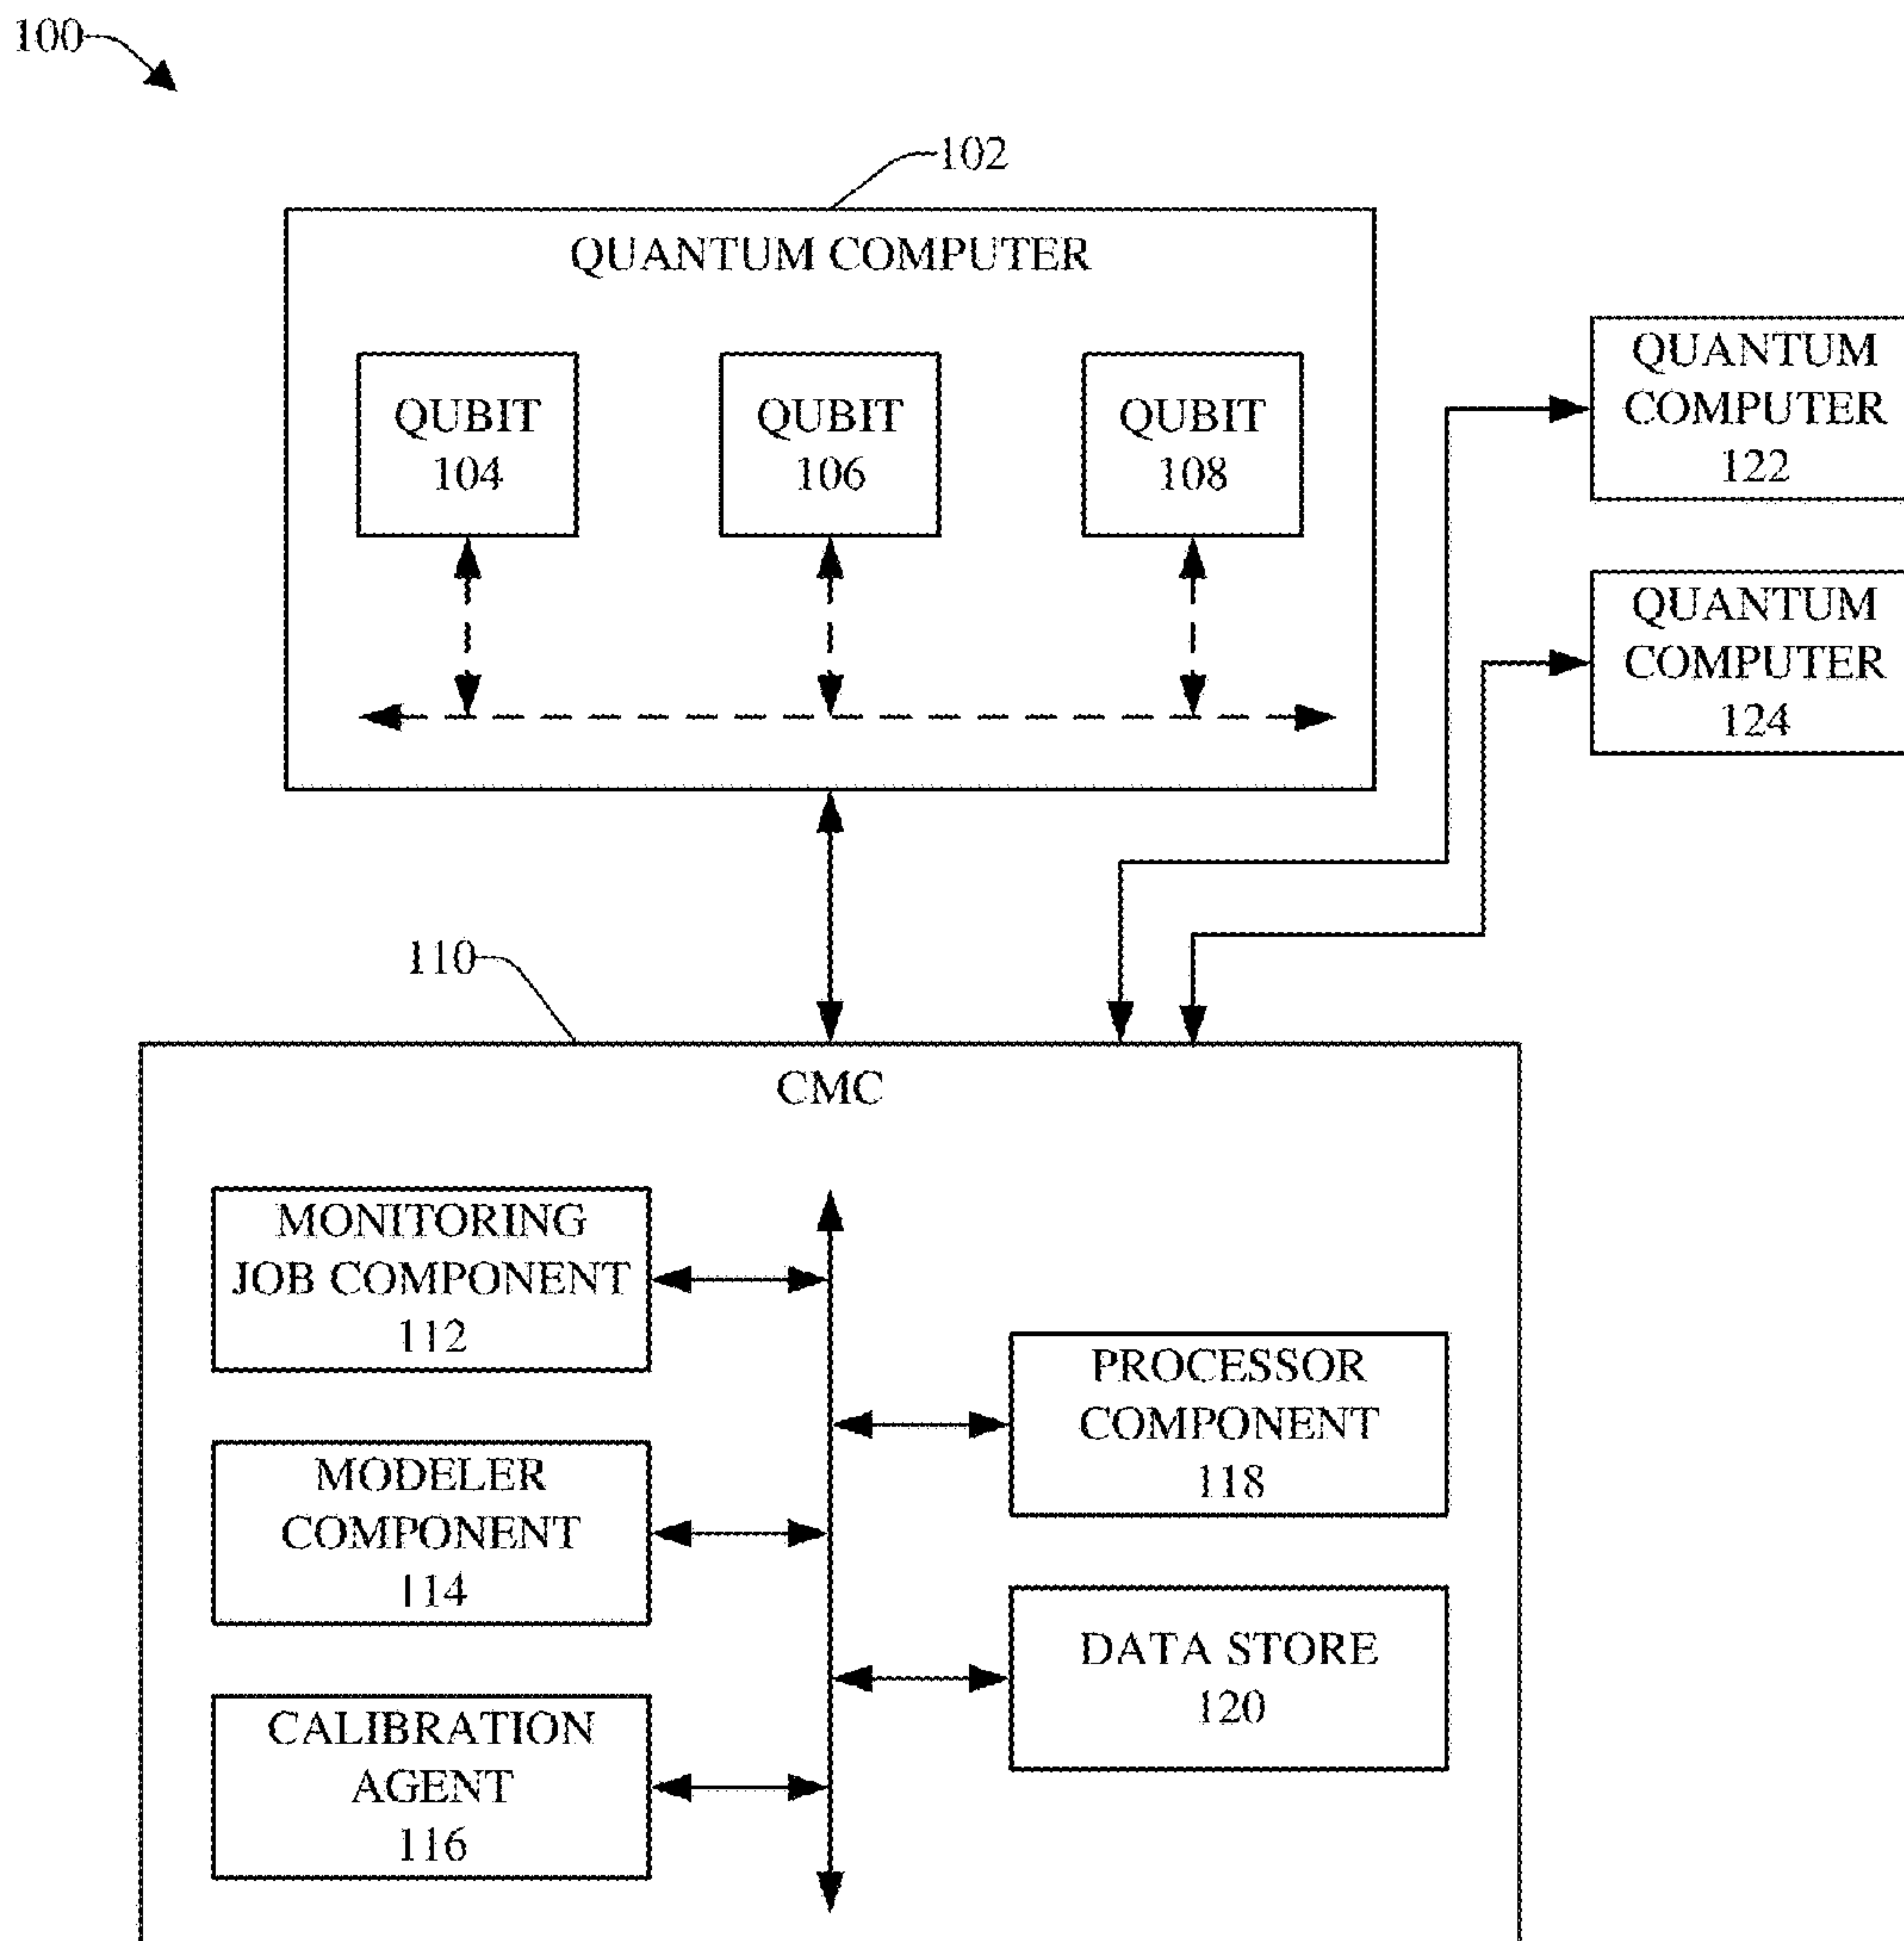 100
102
QUANTUM COMPUTER
QUBIT
104
QUBIT
106
QUBIT
108
QUANTUM
COMPUTER
122
QUANTUM
COMPUTER
124
110
CMC
MONITORING
JOB COMPONENT
112
MODELER
COMPONENT
114
CALIBRATION
AGENT
116
PROCESSOR
COMPONENT
118
DATA STORE
120